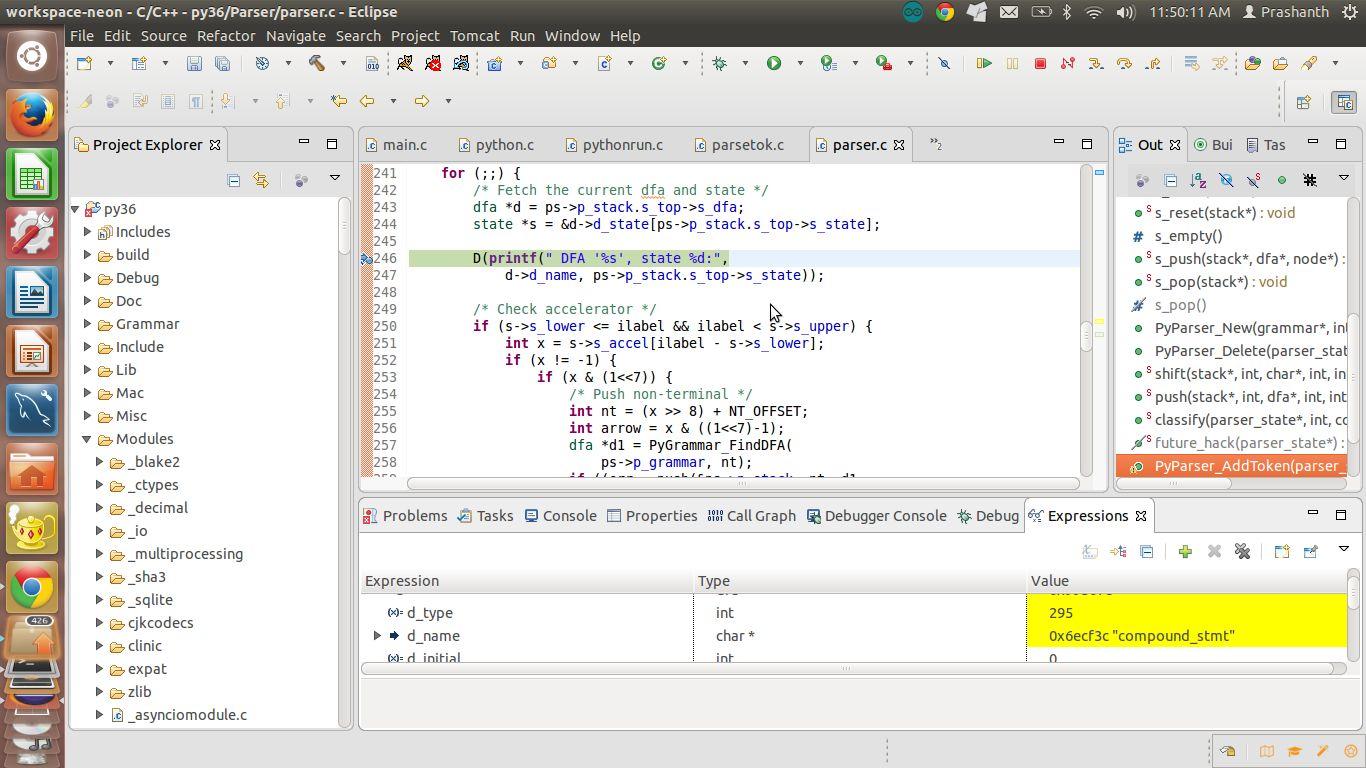 workspace-neon - C/C++ - py36/Parser/parser.c - Eclipse
11:50:11 AM Prashanth
File Edit Source Refactor Navigate Search Project Tomcat Run Window Help
Project Explorer
py36
Includes
build
Debug
Doc
Grammar
Include
Lib
Mac
Misc
Modules
_blake2
_ctypes
_decimal
_io
_multiprocessing
_sha3
_sqlite
cjkcodecs
clinic
expat
zlib
_asynciomodule.c
426
main.c python.c pythonrun.c parsetok.c parser.c »2
241 for (;;) {
242 /* Fetch the current dfa and state */
243 dfa *d = ps->p_stack.s_top->s_dfa;
244 state *s = &d->d_state[ps->p_stack.s_top->s_state];
245
246 D(printf(" DFA '%s', state %d:",
247 d->d_name, ps->p_stack.s_top->s_state));
248
249 /* Check accelerator */
250 if (s->s_lower <= ilabel && ilabel < s->s_upper) {
251 int x = s->s_accel[ilabel - s->s_lower];
252 if (x != -1) {
253 if (x & (1<<7)) {
254 /* Push non-terminal */
255 int nt = (x >> 8) + NT_OFFSET;
256 int arrow = x & ((1<<7)-1);
257 dfa *d1 = PyGrammar_FindDFA(
258 ps->p_grammar, nt);
Out Bui Tas
s_reset(stack*) : void
s_empty()
s_push(stack*, dfa*, node*) :
s_pop(stack*) : void
s_pop()
PyParser_New(grammar*, int
PyParser_Delete(parser_stat
shift(stack*, int, char*, int, in
push(stack*, int, dfa*, int, int
classify(parser_state*, int, co
future_hack(parser_state*) :
PyParser_AddToken(parser_
Problems Tasks Console Properties Call Graph Debugger Console Debug Expressions
Expression Type Value
d_type int 295
d_name char * 0x6ecf3c "compound_stmt"
d_initial int 0